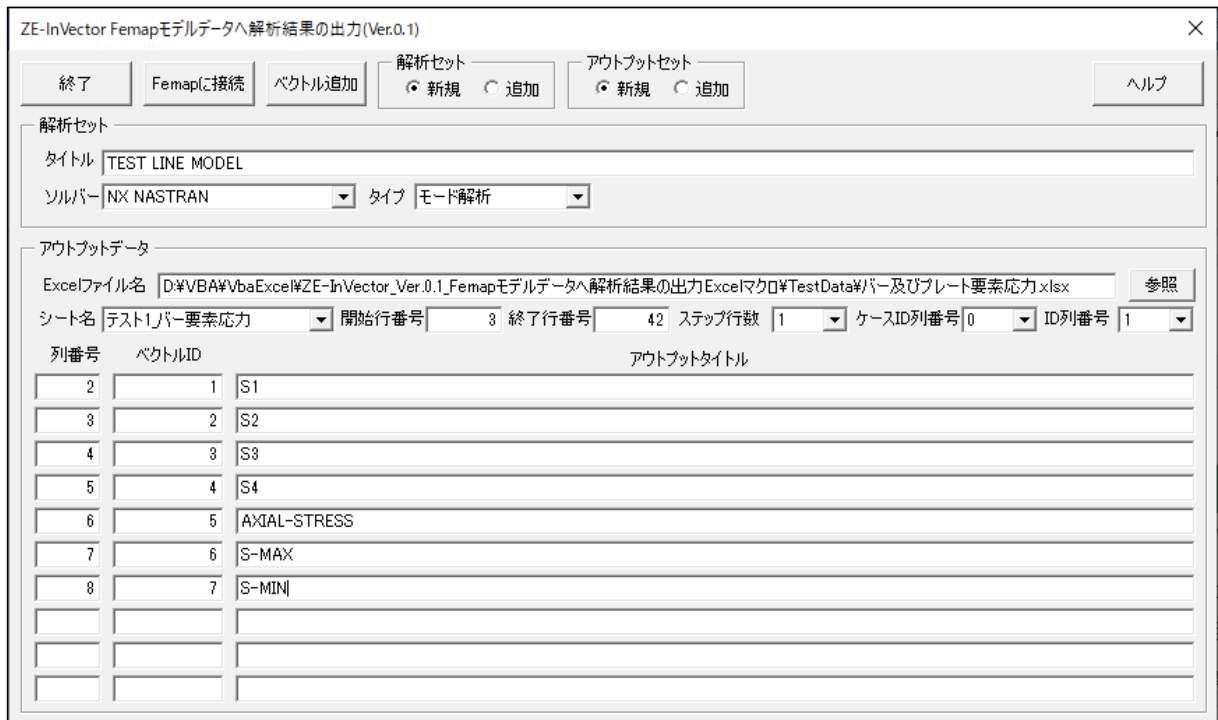 ZE-InVector Femapモデルデータへ解析結果の出力(Ver.0.1)
終了 Femapに接続 ベクトル追加 解析セット 新規 追加 アウトプットセット 新規 追加 ヘルプ
解析セット
タイトル TEST LINE MODEL
ソルバー NX NASTRAN タイプ モード解析
アウトプットデータ
Excelファイル名 D:¥VBA¥VbaExcel¥ZE-InVector_Ver.0.1_Femapモデルデータへ解析結果の出力Excelマクロ¥TestData¥バー及びプレート要素応力.xlsx 参照
シート名 テスト1_バー要素応力 開始行番号 3 終了行番号 42 ステップ行数 1 ケースID列番号 0 ID列番号 1
列番号 ベクトルID アウトプットタイトル
2 1 S1
3 2 S2
4 3 S3
5 4 S4
6 5 AXIAL-STRESS
7 6 S-MAX
8 7 S-MIN